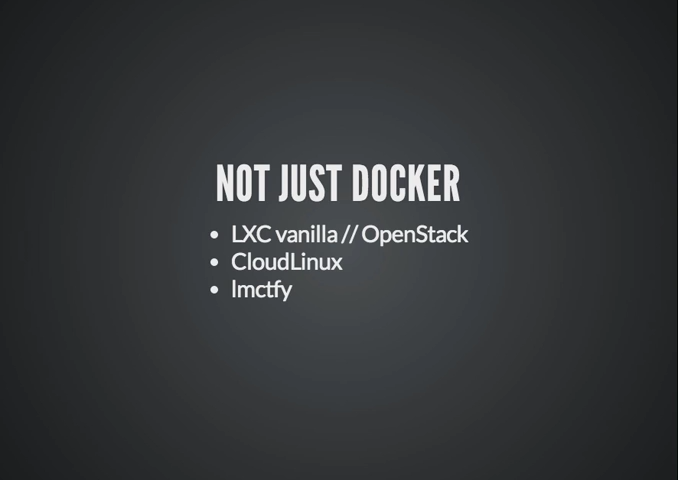 NOT JUST DOCKER
• LXC vanilla // OpenStack
• CloudLinux
• lmctfy